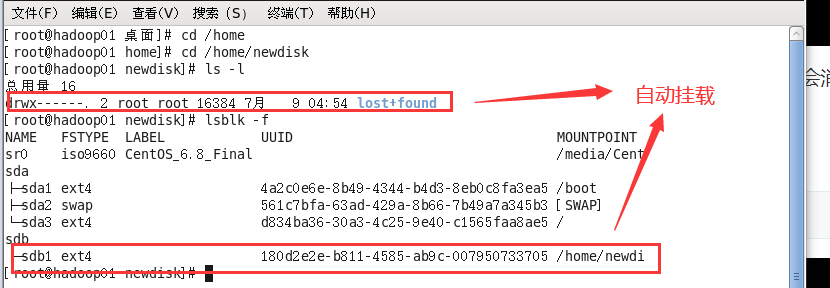 文件(F) 编辑(E) 查看(V) 搜索 (S) 终端(T) 帮助(H)
[root@hadoop01 桌面]# cd /home
[root@hadoop01 home]# cd /home/newdisk
[root@hadoop01 newdisk]# ls -l
总用量 16
drwx------. 2 root root 16384 7月 9 04:54 lost+found
自动挂载
[root@hadoop01 newdisk]# lsblk -f
NAME FSTYPE LABEL UUID MOUNTPOINT
sr0 iso9660 CentOS_6.8_Final /media/Cent
sda
├─sda1 ext4 4a2c0e6e-8b49-4344-b4d3-8eb0c8fa3ea5 /boot
├─sda2 swap 561c7bfa-63ad-429a-8b66-7b49a7a345b3 [SWAP]
└─sda3 ext4 d834ba36-30a3-4c25-9e40-c1565faa8ae5 /
sdb
└─sdb1 ext4 180d2e2e-b811-4585-ab9c-007950733705 /home/newdi
[root@hadoop01 newdisk]#